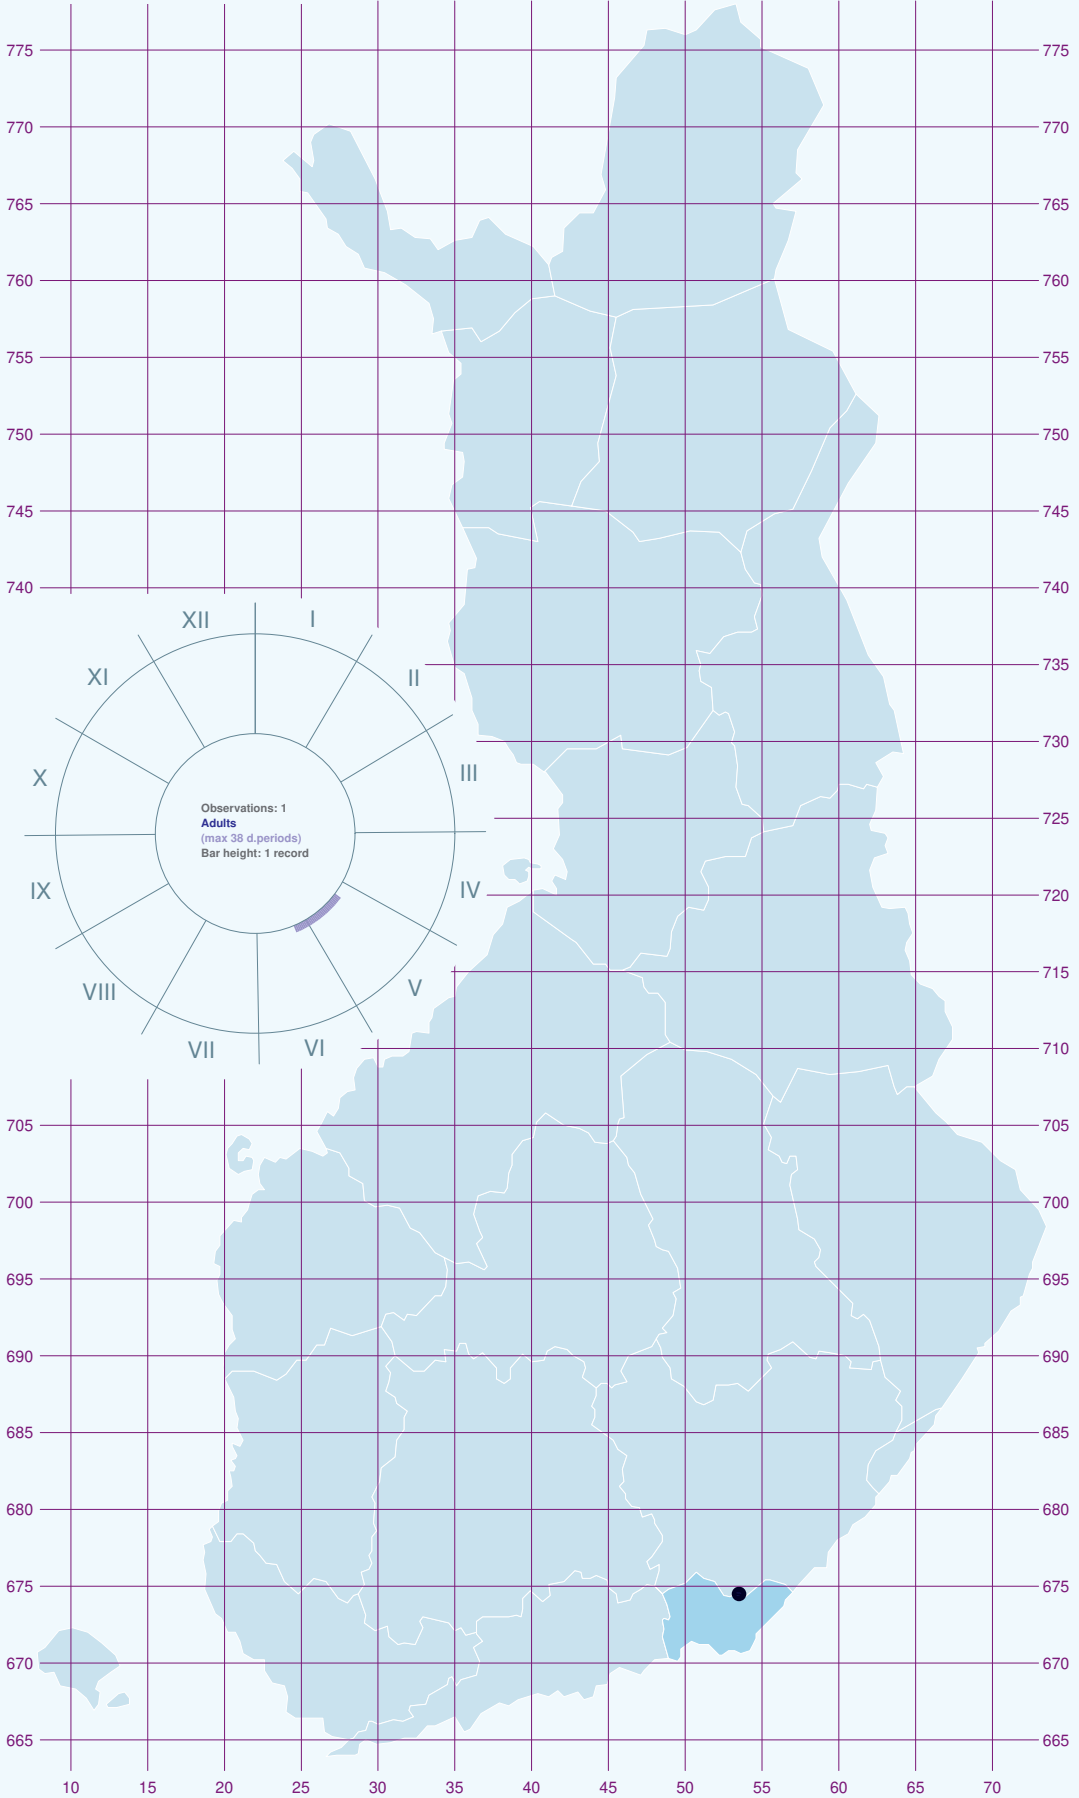 775 775
770 770
765 765
760 760
755 755
750 750
745 745
740 740
XII I
XI II
735
730
X III
Observations: 1
Adults
(max 38 d.periods)
Bar height: 1 record
725
IX IV
720
VIII V
715
VII VI
710
705 705
700 700
695 695
690 690
685 685
680 680
675 675
670 670
665 665
10 15 20 25 30 35 40 45 50 55 60 65 70